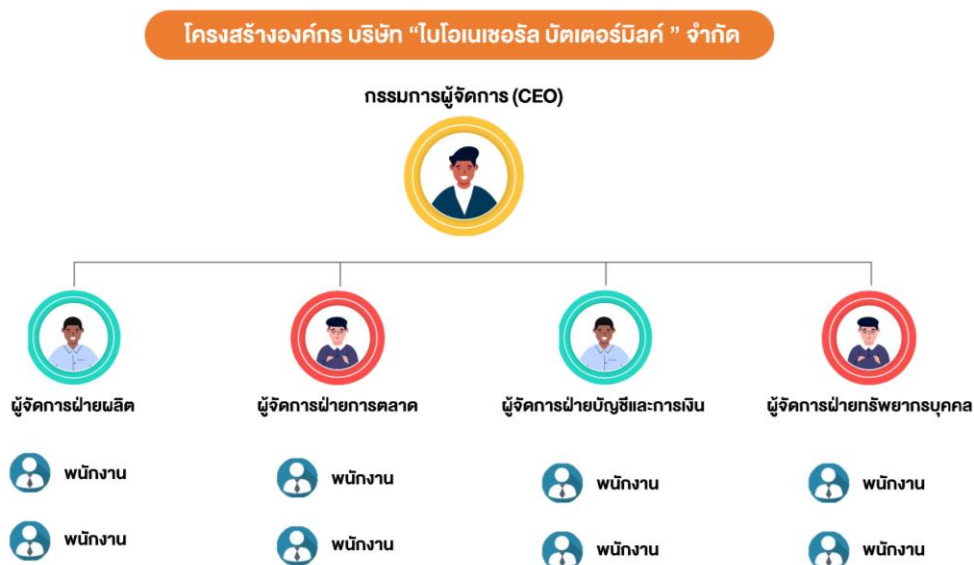 โครงสร้างองค์กร บริษัท “ไบโอเนเชอรัล บัตเตอร์มิลค์ ” จำกัด
กรรมการผู้จัดการ (CEO)
ผู้จัดการฝ่ายผลิต
ผู้จัดการฝ่ายการตลาด
ผู้จัดการฝ่ายบัญชีและการเงิน
ผู้จัดการฝ่ายทรัพยากรบุคคล
พนักงาน
พนักงาน
พนักงาน
พนักงาน
พนักงาน
พนักงาน
พนักงาน
พนักงาน